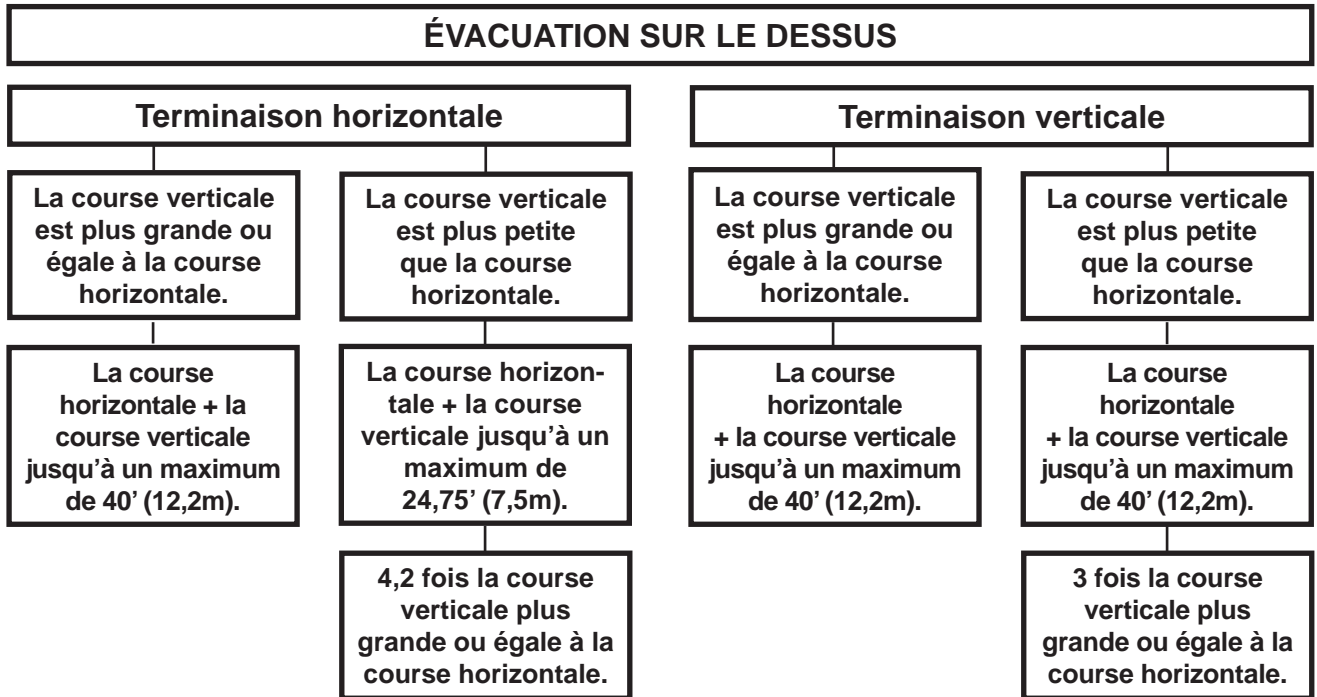 ÉVACUATION SUR LE DESSUS
Terminaison horizontale
La course verticale
est plus grande ou
égale à la course
horizontale.
La course
horizontale + la
course verticale
jusqu’à un maximum
de 40’ (12,2m).
La course verticale
est plus petite
que la course
horizontale.
La course horizon-
tale + la course
verticale jusqu’à un
maximum de
24,75’ (7,5m).
4,2 fois la course
verticale plus
grande ou égale à la
course horizontale.
Terminaison verticale
La course verticale
est plus grande ou
égale à la course
horizontale.
La course
horizontale
+ la course verticale
jusqu’à un maximum
de 40’ (12,2m).
La course verticale
est plus petite
que la course
horizontale.
La course
horizontale
+ la course verticale
jusqu’à un maximum
de 40’ (12,2m).
3 fois la course
verticale plus
grande ou égale à la
course horizontale.